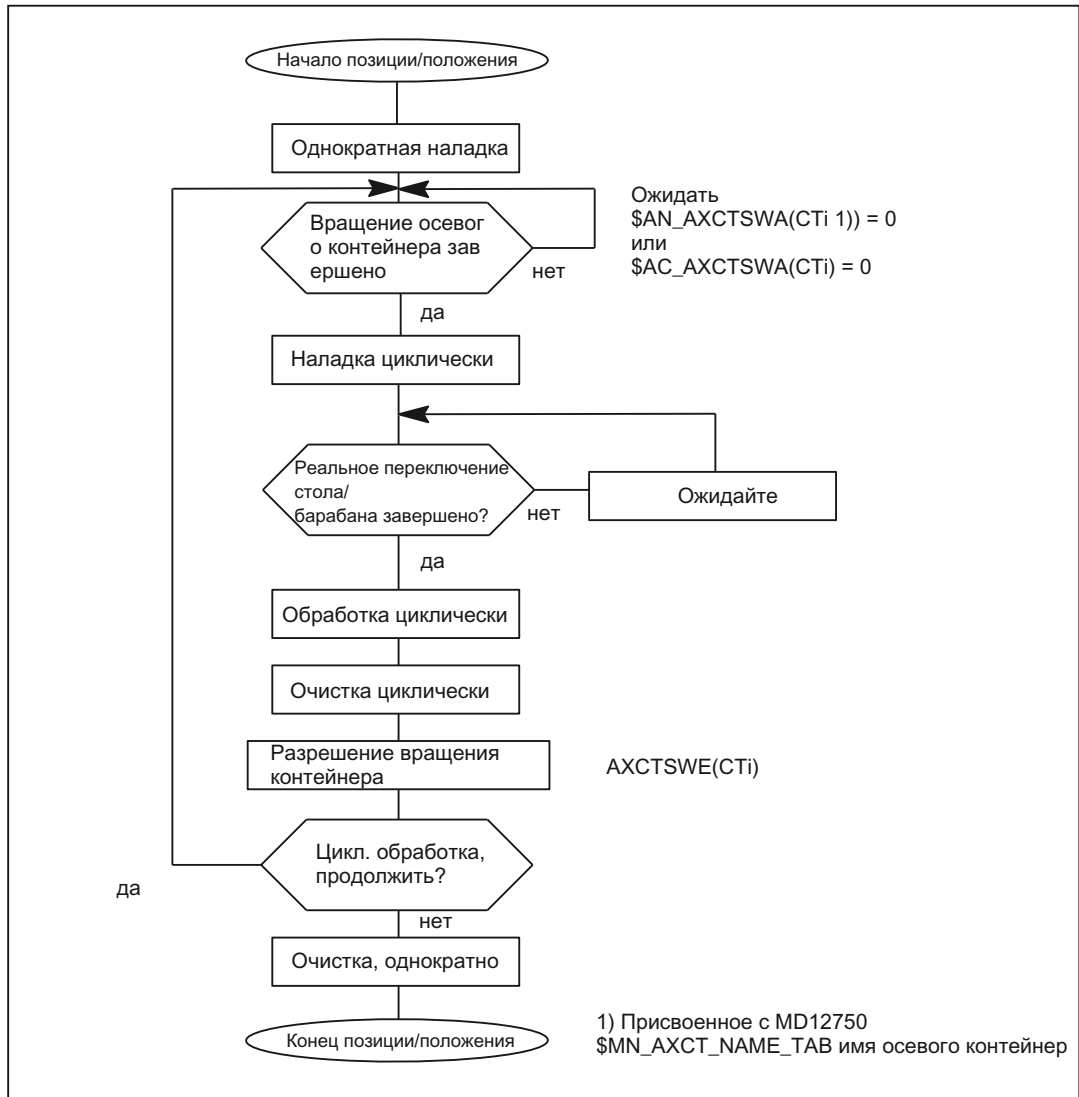 Начало позиции/положения
Однократная наладка
Вращение осевог
о контейнера зав
ершено
нет
Ожидать
$AN_AXCTSWA(CTi 1)) = 0
или
$AC_AXCTSWA(CTi) = 0
да
Наладка циклически
Реальное переключение
стола/
барабана завершено?
нет
Ожидайте
да
Обработка циклически
Очистка циклически
Разрешение вращения
контейнера
AXCTSWE(CTi)
Цикл. обработка,
продолжить?
да
нет
Очистка, однократно
Конец позиции/положения
1) Присвоенное с MD12750
$MN_AXCT_NAME_TAB имя осевого контейнер